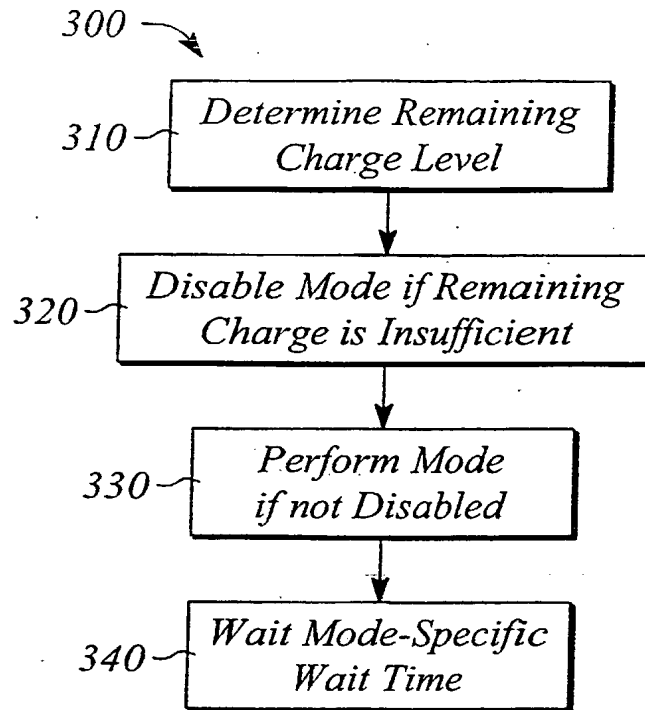 300
310
Determine Remaining
Charge Level
320
Disable Mode if Remaining
Charge is Insufficient
330
Perform Mode
if not Disabled
340
Wait Mode-Specific
Wait Time